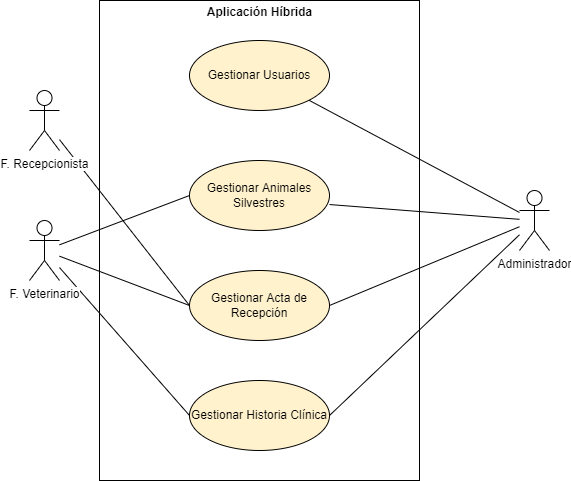 Aplicación Híbrida
Gestionar Usuarios
F. Recepcionista
Gestionar Animales
Silvestres
F. Veterinario
Administrador
Gestionar Acta de
Recepción
Gestionar Historia Clínica